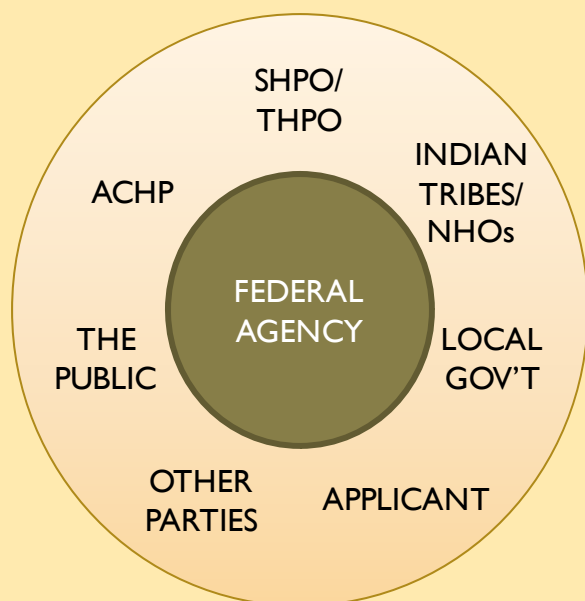 SHPO/
THPO
INDIAN
TRIBES/
NHOs
ACHP
FEDERAL
AGENCY
THE
PUBLIC
LOCAL
GOV’T
OTHER
PARTIES
APPLICANT